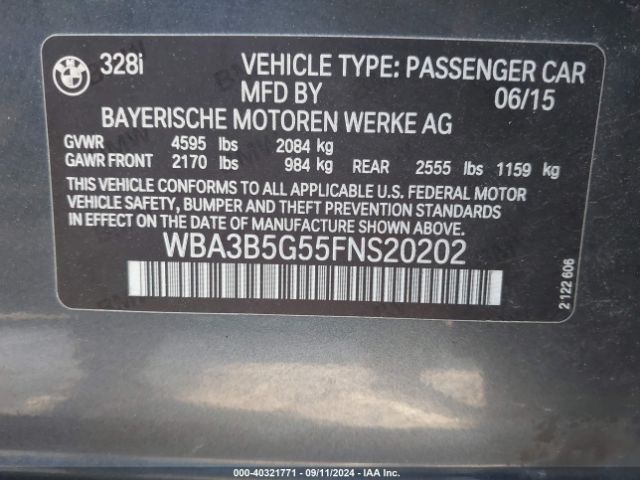 328i VEHICLE TYPE: PASSENGER CAR
MFD BY 06/15
BAYERISCHE MOTOREN WERKE AG
GVWR 4595 lbs 2084 kg
GAWR FRONT 2170 lbs 984 kg REAR 2555 lbs 1159 kg
THIS VEHICLE CONFORMS TO ALL APPLICABLE U.S. FEDERAL MOTOR
VEHICLE SAFETY, BUMPER AND THEFT PREVENTION STANDARDS
IN EFFECT ON THE DATE OF MANUFACTURE SHOWN ABOVE.
WBA3B5G55FNS20202
2 122 606
000-40321771 - 09/11/2024 - IAA Inc.